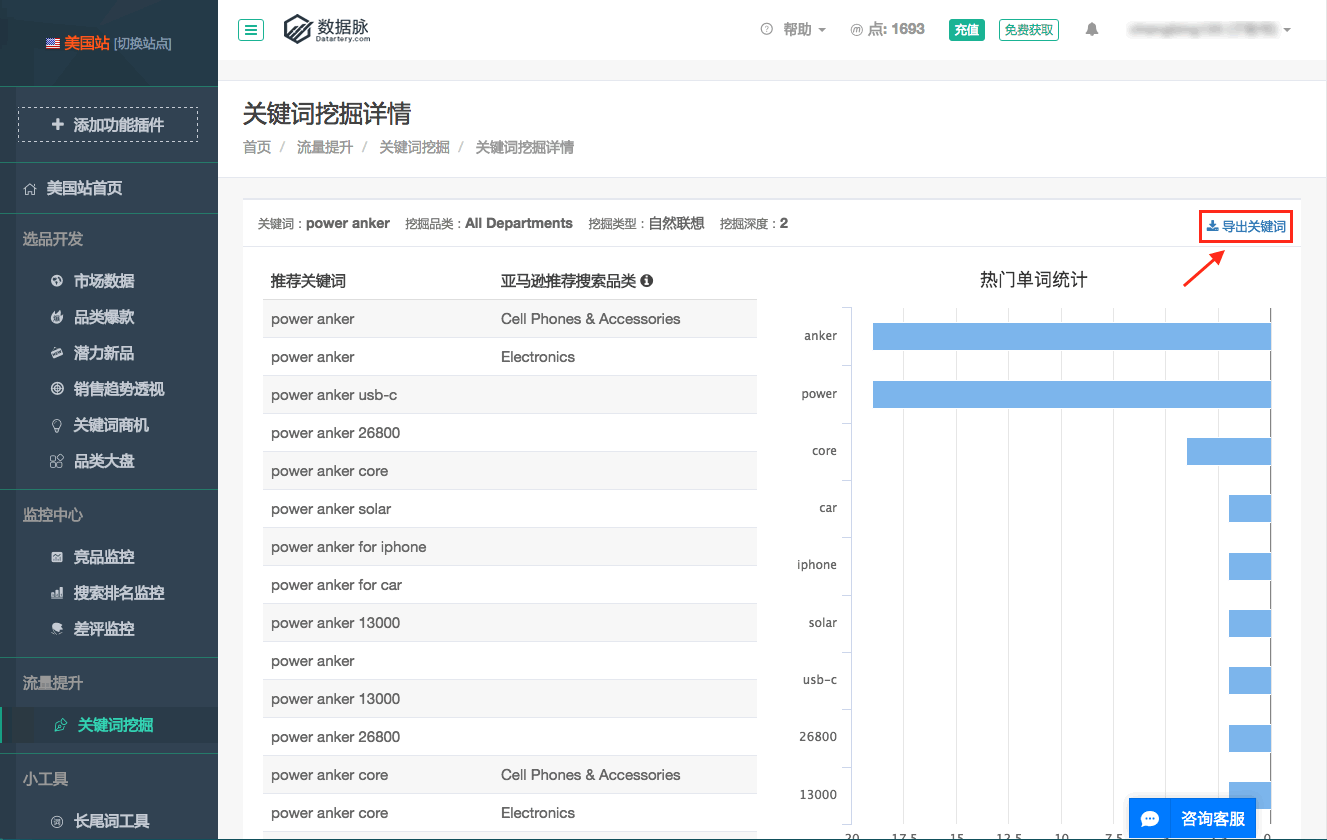 美国站 [切换站点]
添加功能插件
美国站首页
选品开发
市场数据
品类爆款
潜力新品
销售趋势透视
关键词商机
品类大盘
监控中心
竞品监控
搜索排名监控
差评监控
流量提升
关键词挖掘
小工具
长尾词工具
数据脉
Datartery.com
帮助
点: 1693
充值
免费获取
关键词挖掘详情
首页 / 流量提升 / 关键词挖掘 / 关键词挖掘详情
关键词：power anker 挖掘品类：All Departments 挖掘类型：自然联想 挖掘深度：2
导出关键词
推荐关键词 亚马逊推荐搜索品类
power anker Cell Phones & Accessories
power anker Electronics
power anker usb-c
power anker 26800
power anker core
power anker solar
power anker for iphone
power anker for car
power anker 13000
power anker
power anker 13000
power anker 26800
power anker core Cell Phones & Accessories
power anker core Electronics
热门单词统计
anker
power
core
car
iphone
solar
usb-c
26800
13000
20 17.5 15 12.5 10 7.5 0
咨询客服